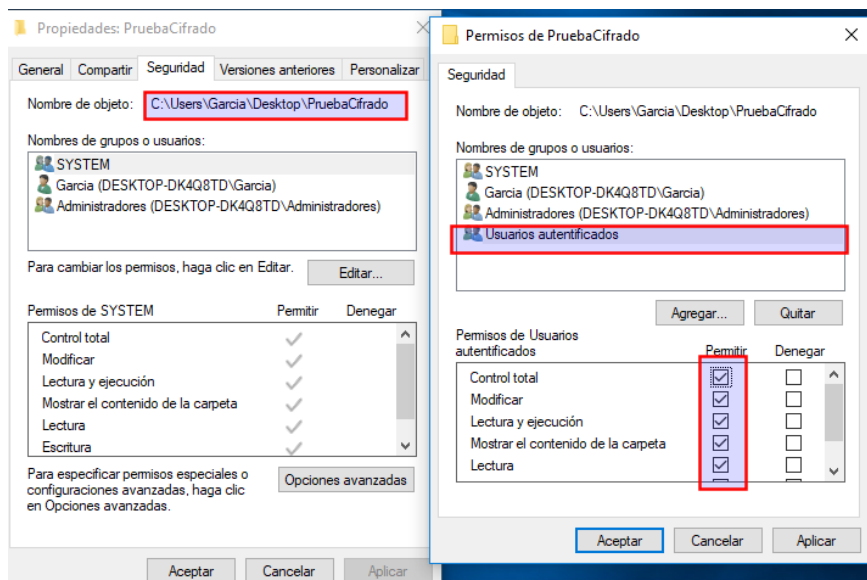 Propiedades: PruebaCifrado
General Compartir Seguridad Versiones anteriores Personalizar
Nombre de objeto: C:\Users\Garcia\Desktop\PruebaCifrado
Nombres de grupos o usuarios:
SYSTEM
Garcia (DESKTOP-DK4Q8TD\Garcia)
Administradores (DESKTOP-DK4Q8TD\Administradores)
Para cambiar los permisos, haga clic en Editar.
Editar...
Permisos de SYSTEM Permitir Denegar
Control total
Modificar
Lectura y ejecución
Mostrar el contenido de la carpeta
Lectura
Escritura
Para especificar permisos especiales o
configuraciones avanzadas, haga clic
en Opciones avanzadas.
Opciones avanzadas
Aceptar Cancelar Aplicar
Permisos de PruebaCifrado
Seguridad
Nombre de objeto: C:\Users\Garcia\Desktop\PruebaCifrado
Nombres de grupos o usuarios:
SYSTEM
Garcia (DESKTOP-DK4Q8TD\Garcia)
Administradores (DESKTOP-DK4Q8TD\Administradores)
Usuarios autentificados
Agregar... Quitar
Permisos de Usuarios
autentificados Permitir Denegar
Control total
Modificar
Lectura y ejecución
Mostrar el contenido de la carpeta
Lectura
Aceptar Cancelar Aplicar